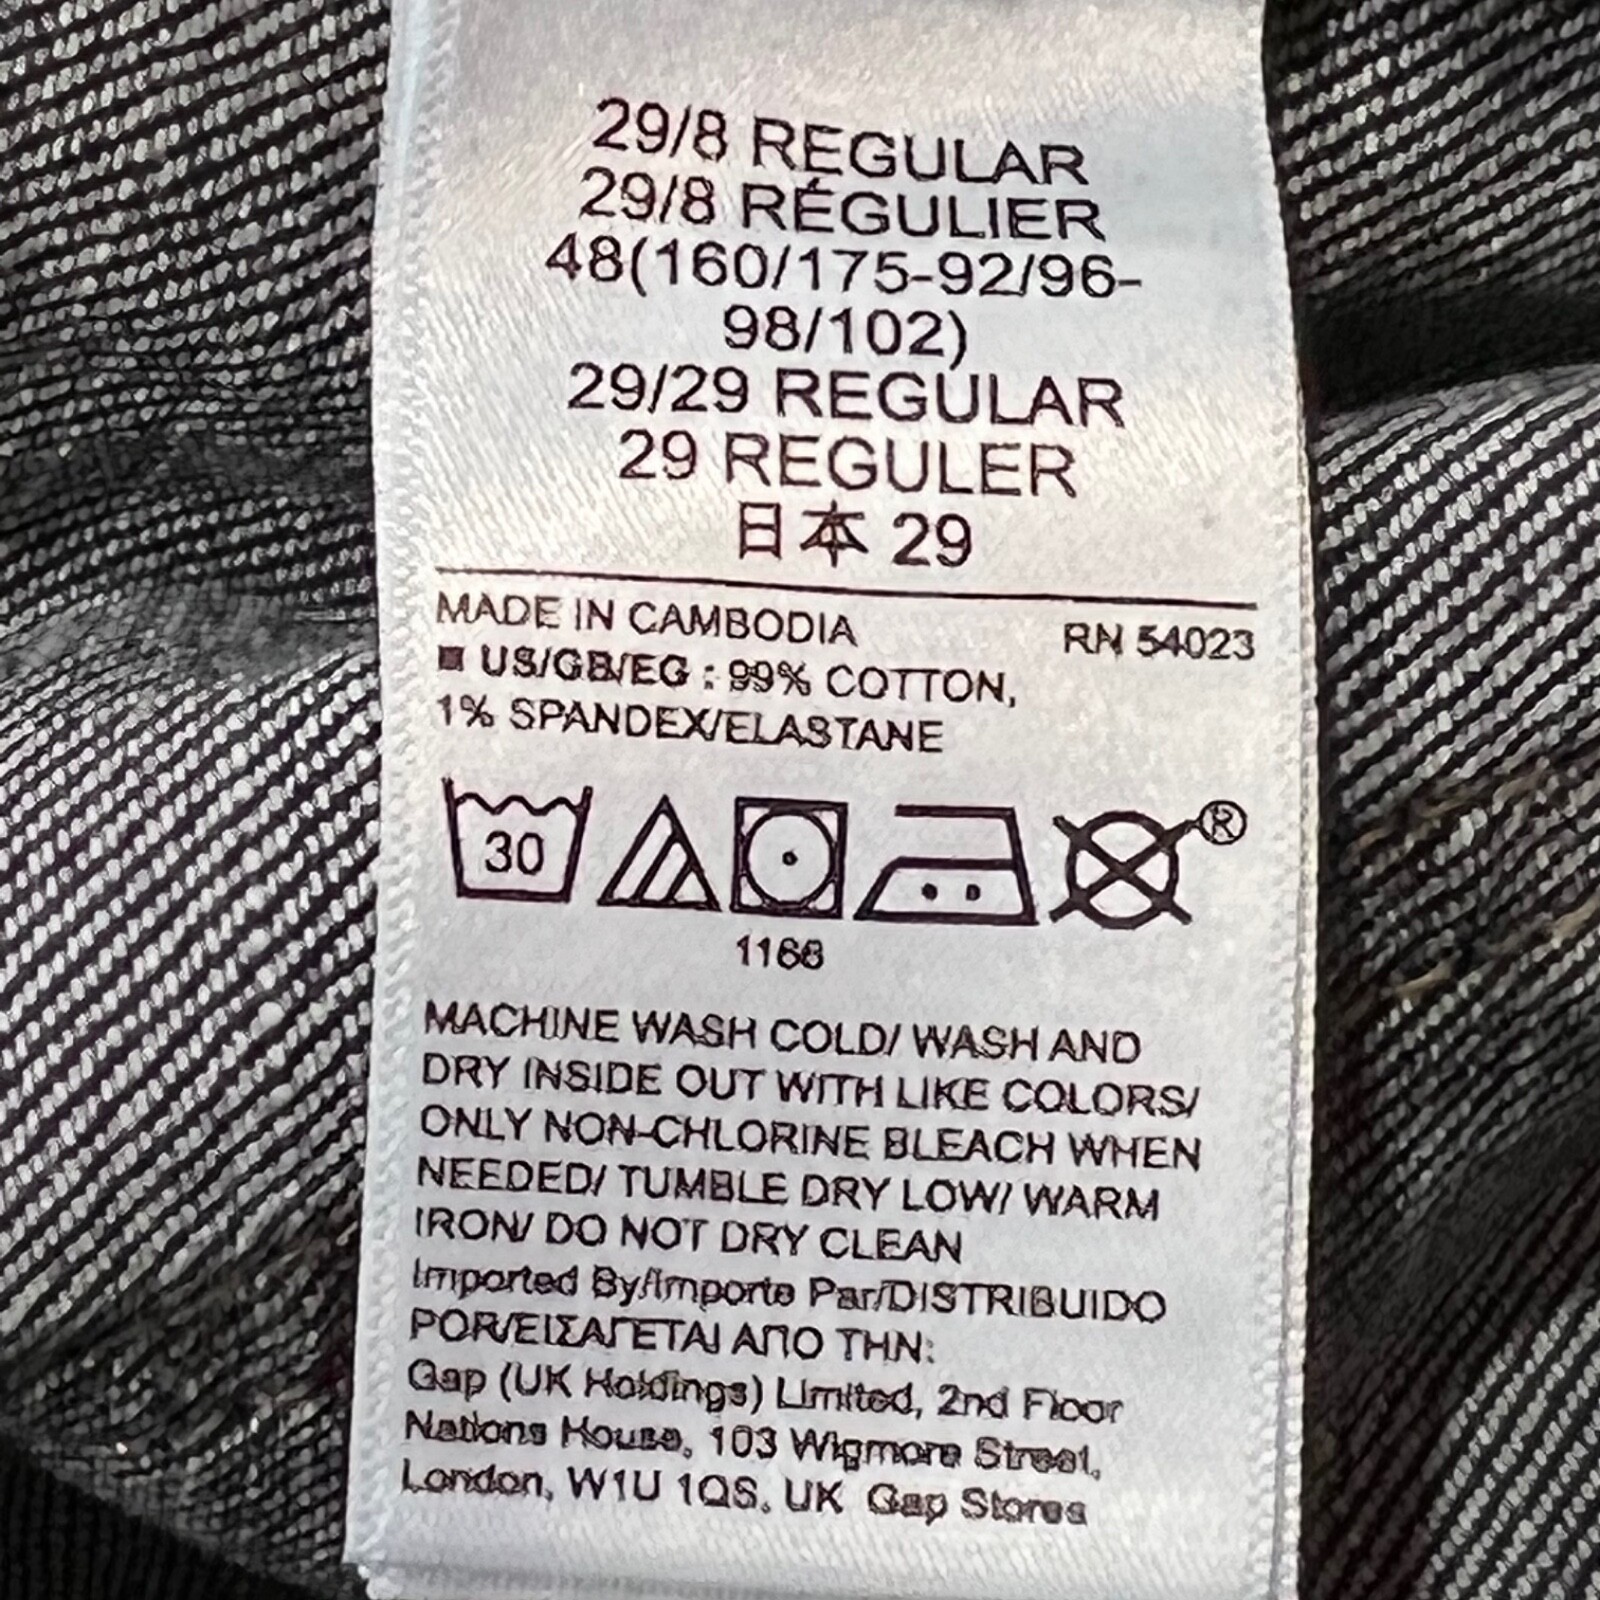 29/8 REGULAR
29/8 RÉGULIER
48(160/175-92/96-
98/102)
29/29 REGULAR
29 REGULER
日本 29
MADE IN CAMBODIA RN 54023
■ US/GB/EG : 99% COTTON,
1% SPANDEX/ELASTANE
30
®
1168
MACHINE WASH COLD/ WASH AND
DRY INSIDE OUT WITH LIKE COLORS/
ONLY NON-CHLORINE BLEACH WHEN
NEEDED/ TUMBLE DRY LOW/ WARM
IRON/ DO NOT DRY CLEAN
Imported By/Importe Par/DISTRIBUIDO
POR/ΕΙΣΑΓΕΤΑΙ ΑΠΟ ΤΗΝ:
Gap (UK Holdings) Limited, 2nd Floor
Nations House, 103 Wigmore Street,
London, W1U 1QS, UK Gap Stores